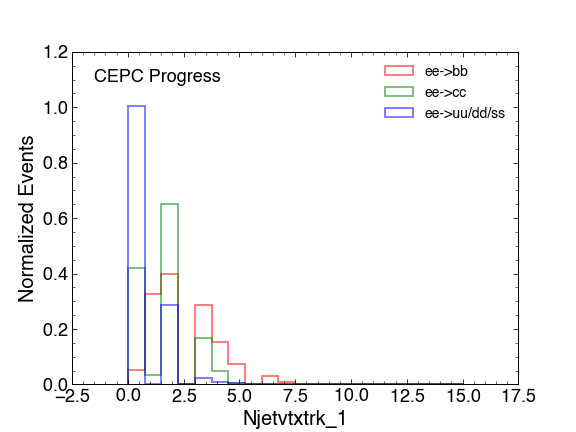 CEPC Progress
ee->bb
ee->cc
ee->uu/dd/ss
Normalized Events
1.2
1.0
0.8
0.6
0.4
0.2
0.0
−2.5 0.0 2.5 5.0 7.5 10.0 12.5 15.0 17.5
Njetvtxtrk_1